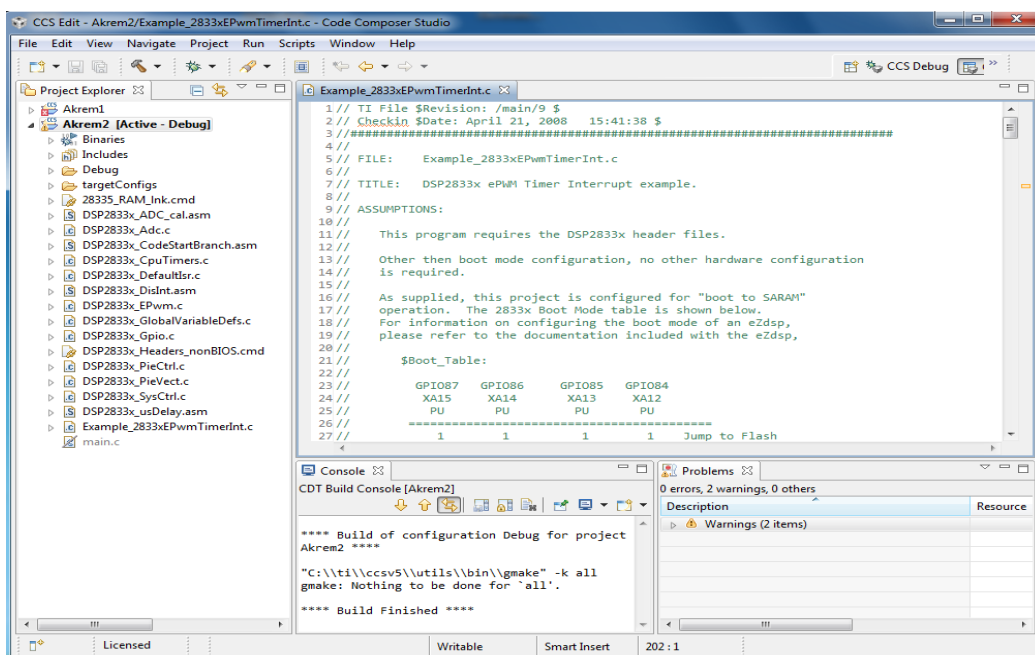 CCS Edit - Akrem2/Example_2833xEPwmTimerInt.c - Code Composer Studio
File Edit View Navigate Project Run Scripts Window Help
CCS Debug
Project Explorer
Akrem1
Akrem2 [Active - Debug]
Binaries
Includes
Debug
targetConfigs
28335_RAM_lnk.cmd
DSP2833x_ADC_cal.asm
DSP2833x_Adc.c
DSP2833x_CodeStartBranch.asm
DSP2833x_CpuTimers.c
DSP2833x_DefaultIsr.c
DSP2833x_DisInt.asm
DSP2833x_EPwm.c
DSP2833x_GlobalVariableDefs.c
DSP2833x_Gpio.c
DSP2833x_Headers_nonBIOS.cmd
DSP2833x_PieCtrl.c
DSP2833x_PieVect.c
DSP2833x_SysCtrl.c
DSP2833x_usDelay.asm
Example_2833xEPwmTimerInt.c
main.c
Example_2833xEPwmTimerInt.c
1 // TI File $Revision: /main/9 $
2 // Checkin $Date: April 21, 2008   15:41:38 $
3 //###########################################################################
4 //
5 // FILE:    Example_2833xEPwmTimerInt.c
6 //
7 // TITLE:   DSP2833x ePWM Timer Interrupt example.
8 //
9 // ASSUMPTIONS:
10 //
11 //    This program requires the DSP2833x header files.
12 //
13 //    Other then boot mode configuration, no other hardware configuration
14 //    is required.
15 //
16 //    As supplied, this project is configured for "boot to SARAM"
17 //    operation.  The 2833x Boot Mode table is shown below.
18 //    For information on configuring the boot mode of an eZdsp,
19 //    please refer to the documentation included with the eZdsp,
20 //
21 //       $Boot_Table:
22 //
23 //         GPIO87   GPIO86     GPIO85   GPIO84
24 //          XA15     XA14       XA13     XA12
25 //           PU       PU         PU       PU
26 //        ==========================================
27 //            1        1          1        1    Jump to Flash
Console
CDT Build Console [Akrem2]
**** Build of configuration Debug for project
Akrem2 ****
"C:\\ti\\ccsv5\\utils\\bin\\gmake" -k all
gmake: Nothing to be done for `all'.
**** Build Finished ****
Problems
0 errors, 2 warnings, 0 others
Description Resource
Warnings (2 items)
Licensed Writable Smart Insert 202 : 1